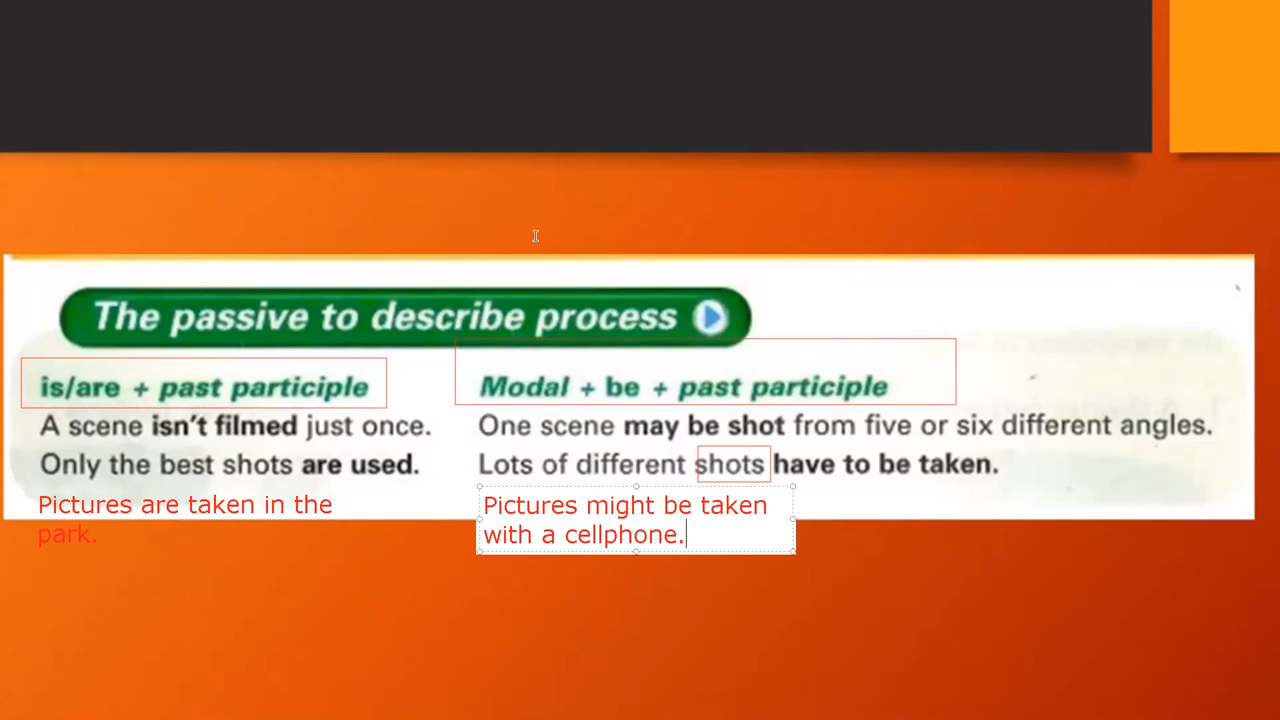 The passive to describe process
is/are + past participle
A scene isn't filmed just once.
Only the best shots are used.
Pictures are taken in the
park.
Modal + be + past participle
One scene may be shot from five or six different angles.
Lots of different shots have to be taken.
Pictures might be taken
with a cellphone.